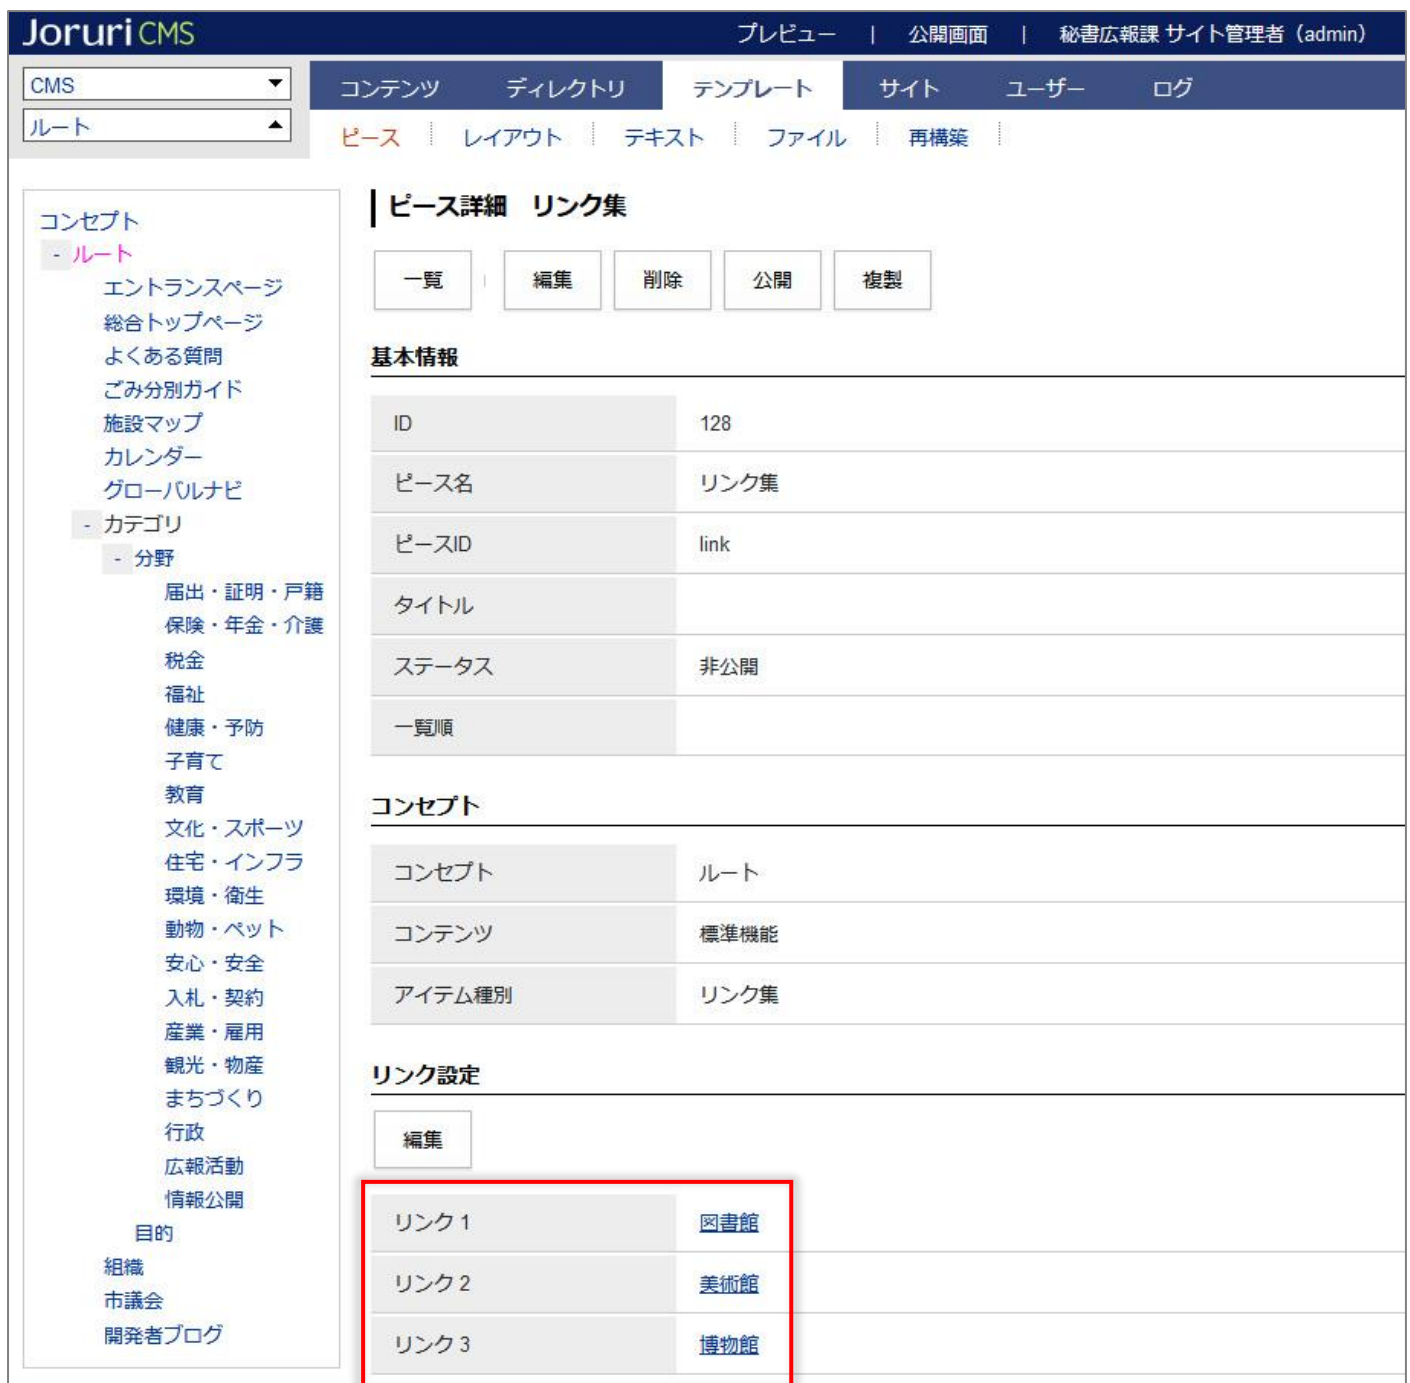 Joruri CMS
プレビュー | 公開画面 | 秘書広報課 サイト管理者 (admin)
CMS
ルート
コンテンツ ディレクトリ テンプレート サイト ユーザー ログ
ピース レイアウト テキスト ファイル 再構築
コンセプト
- ルート
エントランスページ
総合トップページ
よくある質問
ごみ分別ガイド
施設マップ
カレンダー
グローバルナビ
- カテゴリ
- 分野
届出・証明・戸籍
保険・年金・介護
税金
福祉
健康・予防
子育て
教育
文化・スポーツ
住宅・インフラ
環境・衛生
動物・ペット
安心・安全
入札・契約
産業・雇用
観光・物産
まちづくり
行政
広報活動
情報公開
目的
組織
市議会
開発者ブログ
ピース詳細 リンク集
一覧 編集 削除 公開 複製
基本情報
ID 128
ピース名 リンク集
ピースID link
タイトル
ステータス 非公開
一覧順
コンセプト
コンセプト ルート
コンテンツ 標準機能
アイテム種別 リンク集
リンク設定
編集
リンク 1 図書館
リンク 2 美術館
リンク 3 博物館